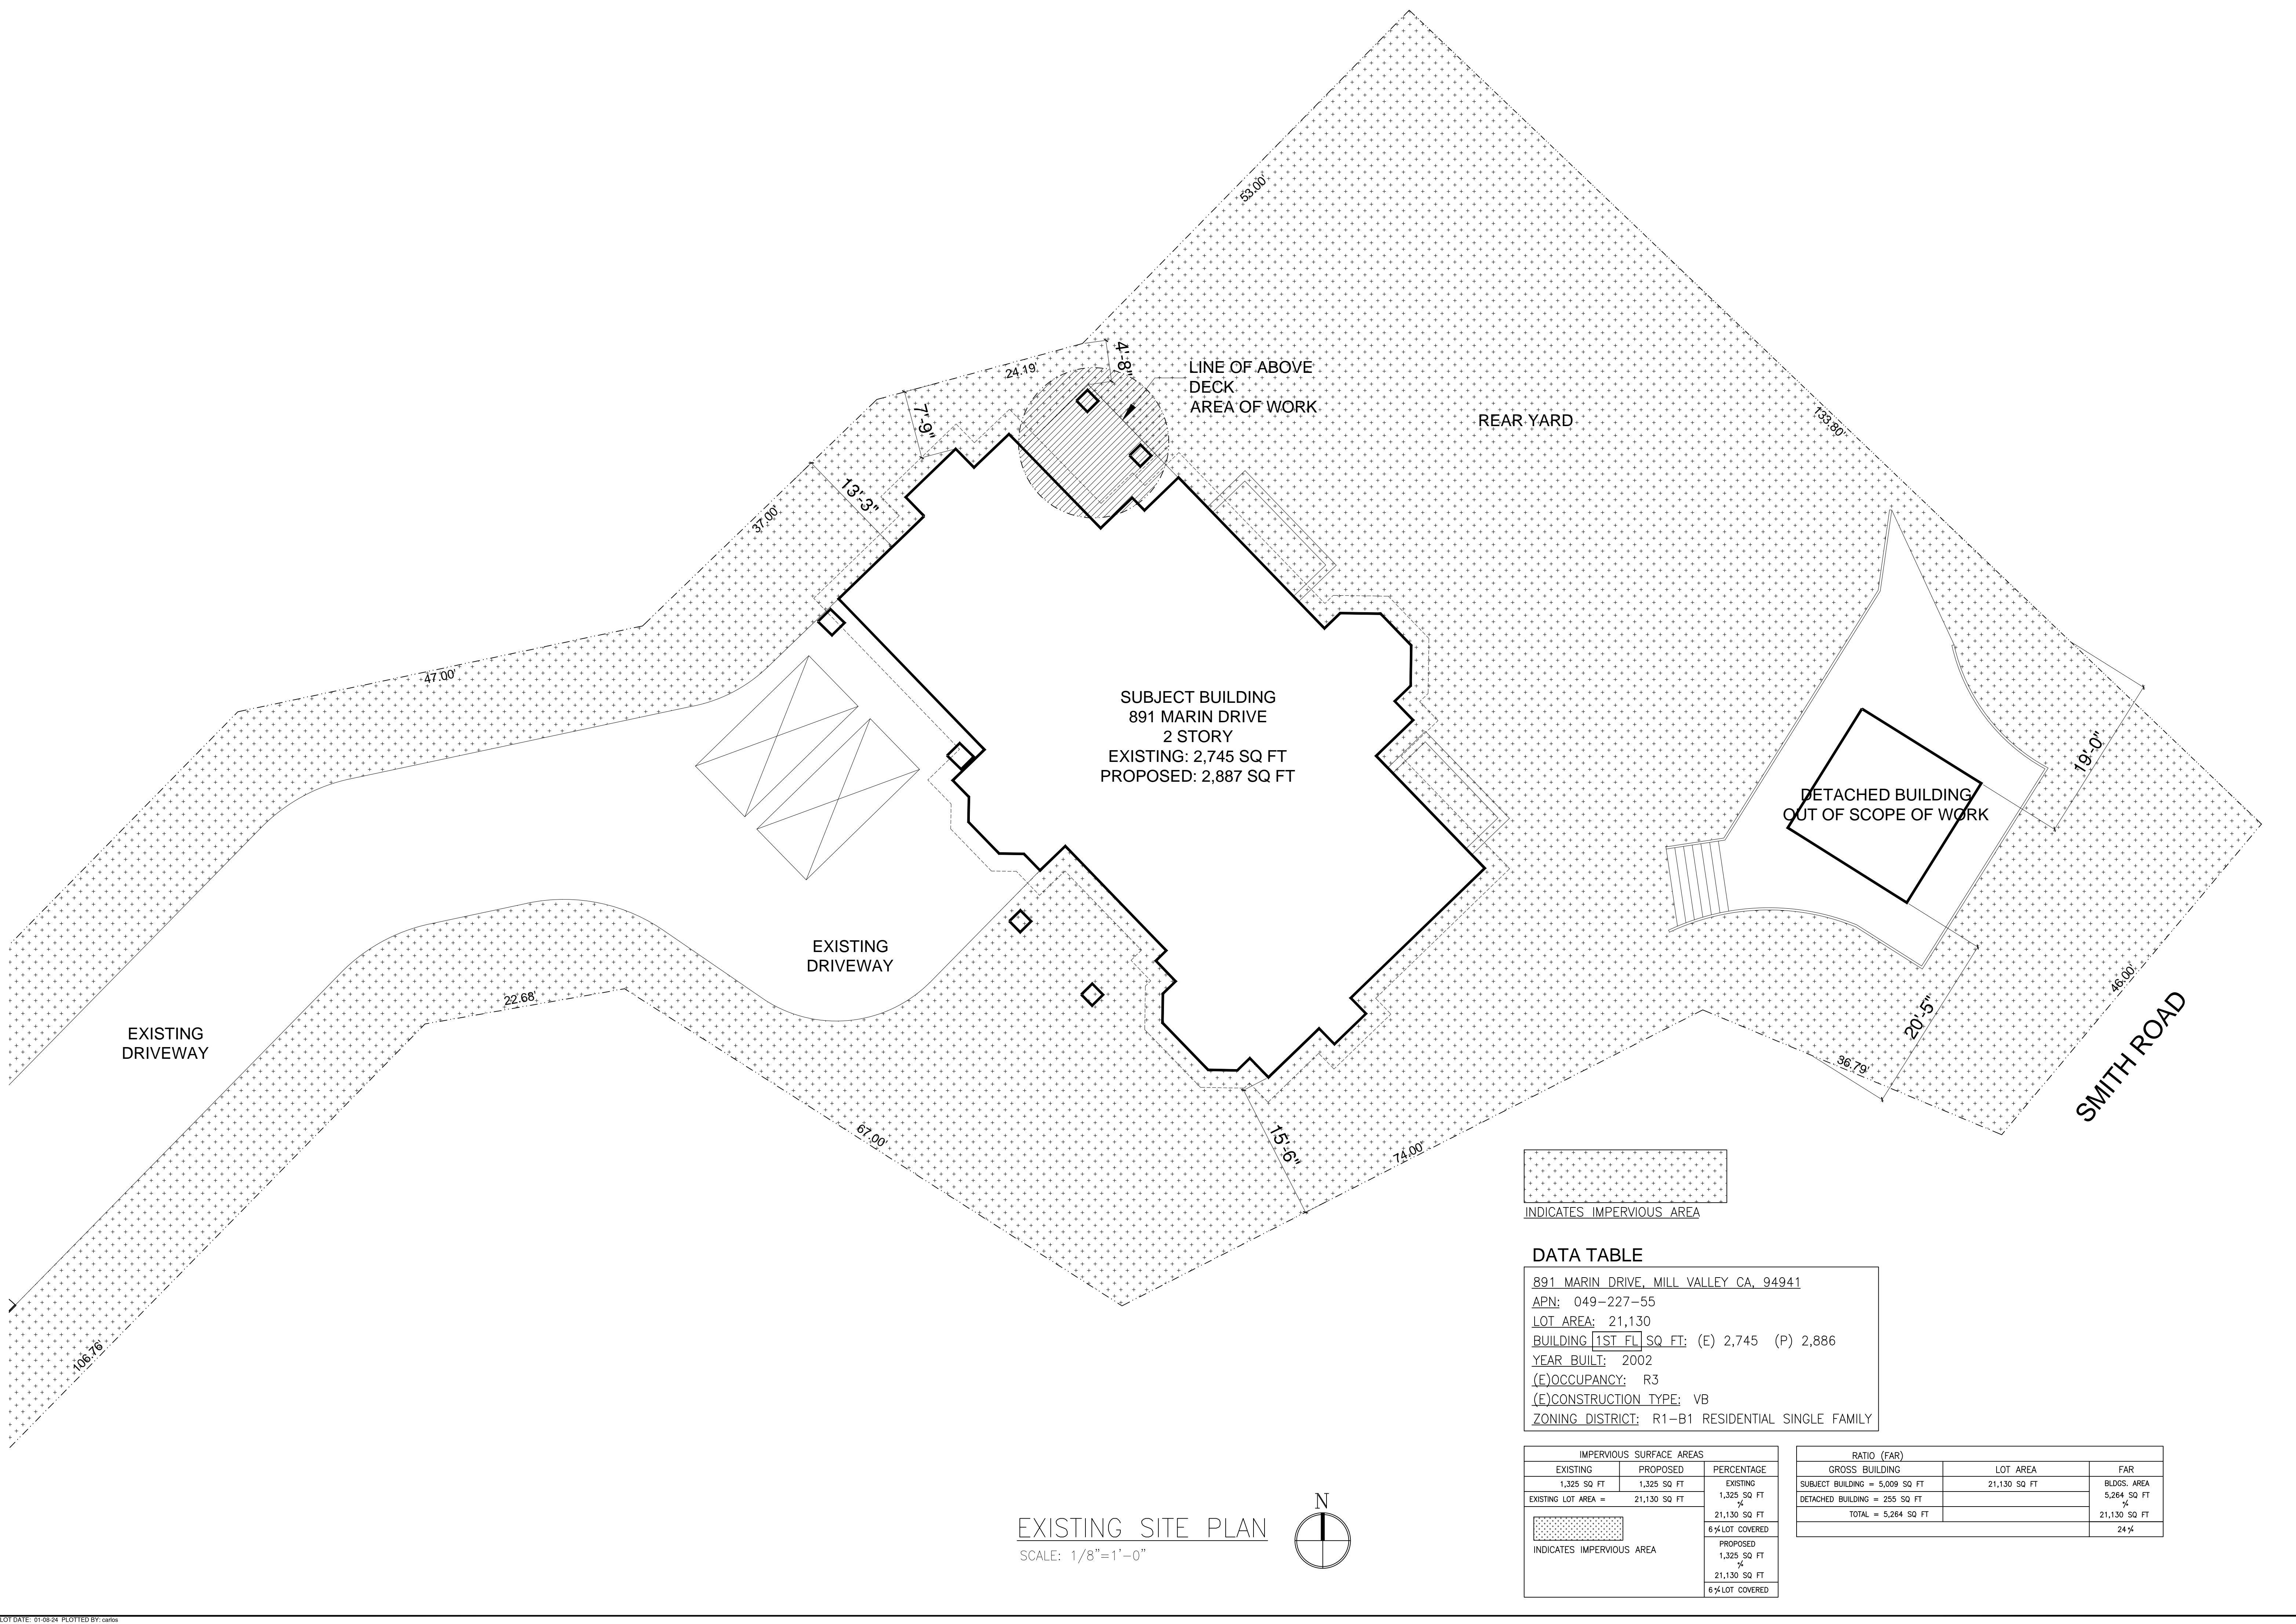 53.00'
4'-8"
LINE OF ABOVE
DECK
AREA OF WORK
24.19'
7'-9"
REAR YARD
133.80'
13'-3"
37.00'
47.00'
SUBJECT BUILDING
891 MARIN DRIVE
2 STORY
EXISTING: 2,745 SQ FT
PROPOSED: 2,887 SQ FT
19'-0"
DETACHED BUILDING
OUT OF SCOPE OF WORK
EXISTING
DRIVEWAY
22.68'
46.00'
20'-5"
SMITH ROAD
EXISTING
DRIVEWAY
36.79'
67.00'
15'-6"
74.00'
106.76'
INDICATES IMPERVIOUS AREA
DATA TABLE
891 MARIN DRIVE, MILL VALLEY CA, 94941
APN: 049-227-55
LOT AREA: 21,130
BUILDING 1ST FL SQ FT: (E) 2,745 (P) 2,886
YEAR BUILT: 2002
(E)OCCUPANCY: R3
(E)CONSTRUCTION TYPE: VB
ZONING DISTRICT: R1-B1 RESIDENTIAL SINGLE FAMILY
IMPERVIOUS SURFACE AREAS
EXISTING PROPOSED PERCENTAGE
1,325 SQ FT 1,325 SQ FT EXISTING
1,325 SQ FT
%
21,130 SQ FT
EXISTING LOT AREA = 21,130 SQ FT
6% LOT COVERED
INDICATES IMPERVIOUS AREA
PROPOSED
1,325 SQ FT
%
21,130 SQ FT
6% LOT COVERED
RATIO (FAR)
GROSS BUILDING LOT AREA FAR
SUBJECT BUILDING = 5,009 SQ FT 21,130 SQ FT BLDGS. AREA
DETACHED BUILDING = 255 SQ FT 5,264 SQ FT
%
TOTAL = 5,264 SQ FT 21,130 SQ FT
24%
EXISTING SITE PLAN
SCALE: 1/8"=1'-0"
N
LOT DATE: 01-08-24 PLOTTED BY: carlos